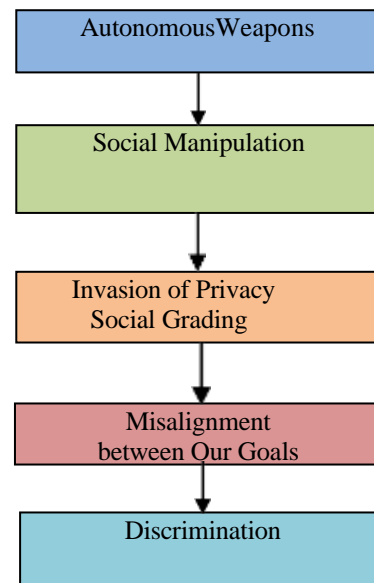 AutonomousWeapons
Social Manipulation
Invasion of Privacy
Social Grading
Misalignment
between Our Goals
Discrimination